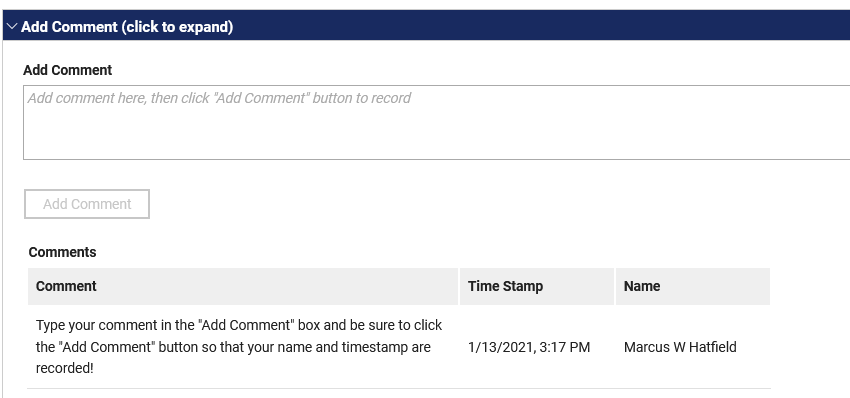 Add Comment (click to expand)
Add Comment
Add comment here, then click "Add Comment" button to record
Add Comment
Comments
Comment Time Stamp Name
Type your comment in the "Add Comment" box and be sure to click
the "Add Comment" button so that your name and timestamp are 1/13/2021, 3:17 PM Marcus W Hatfield
recorded!